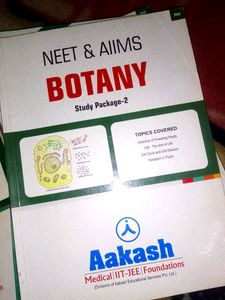 NEET & AIIMS
BOTANY
Study Package-2
TOPICS COVERED
Anatomy of Flowering Plants
Cell : The Unit of Life
Cell Cycle and Cell Division
Transport in Plants
Aakash
Medical | IIT-JEE | Foundations
(Divisions of Aakash Educational Services Pvt. Ltd.)